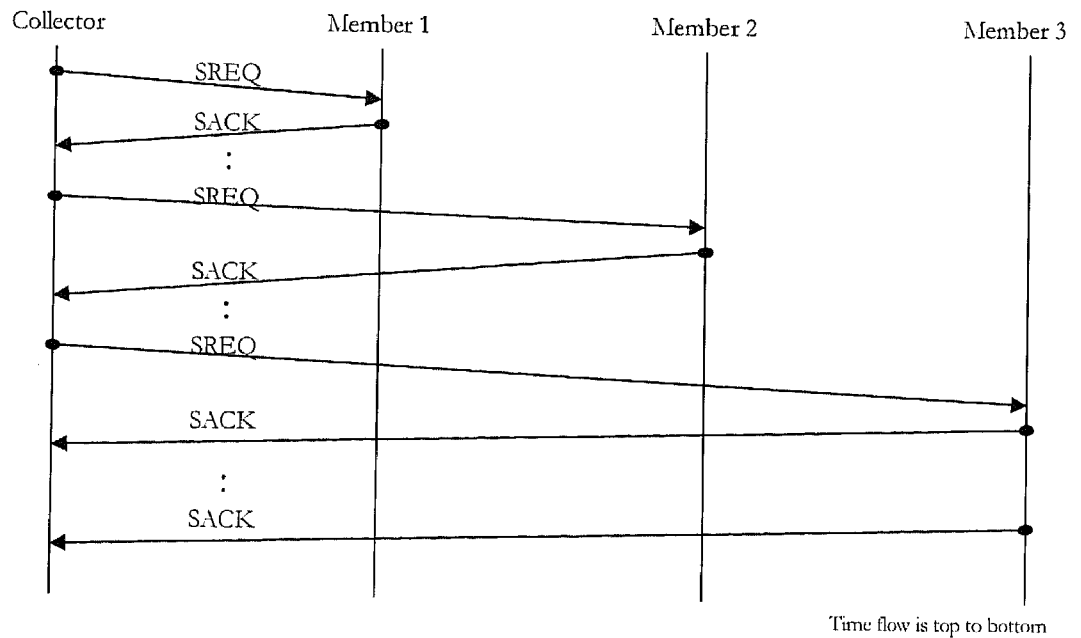 Collector
Member 1
Member 2
Member 3
SREQ
SACK
:
SREQ
SACK
:
SREQ
SACK
:
SACK
Time flow is top to bottom